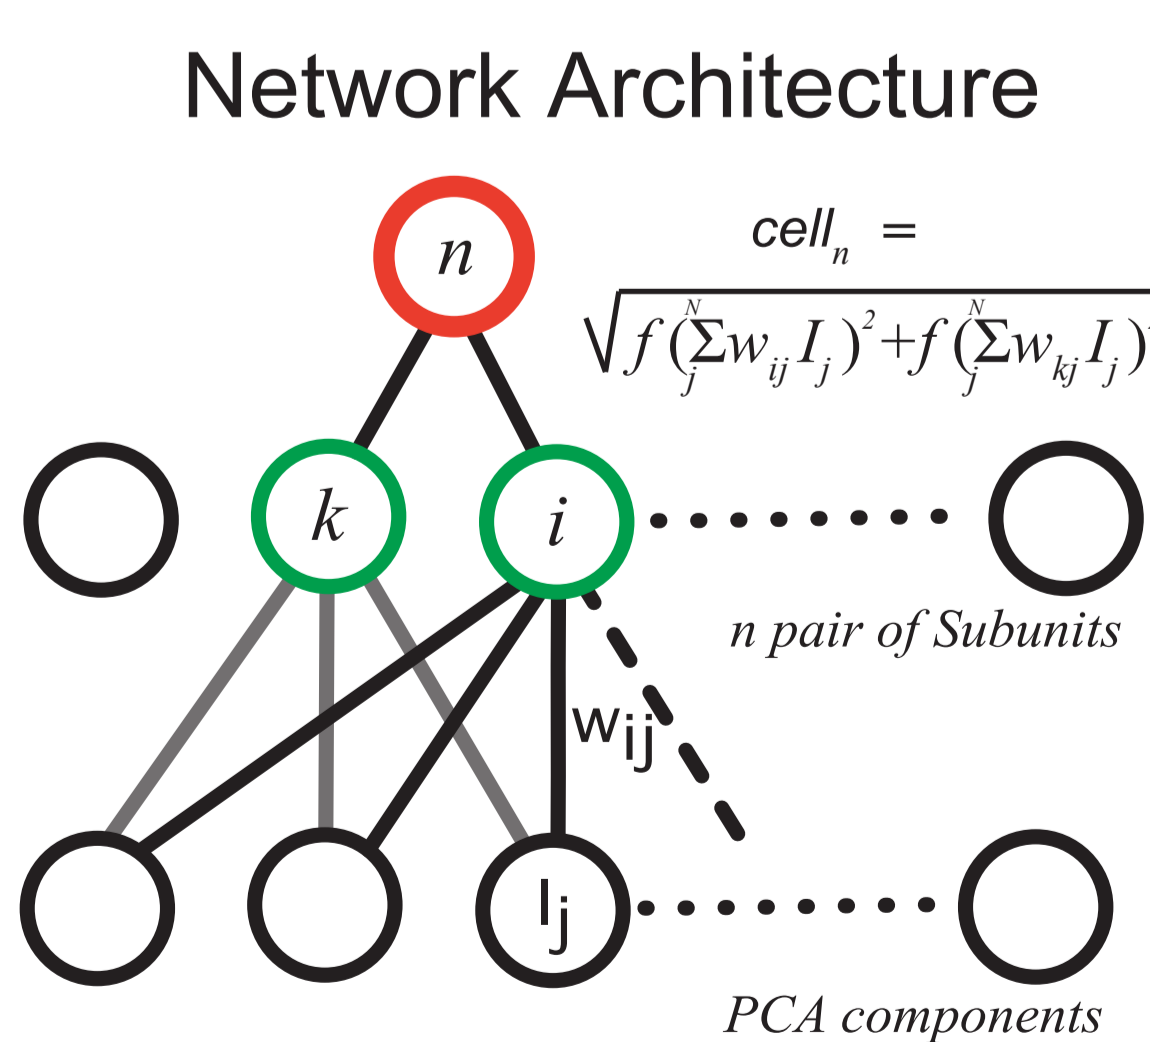 Network Architecture
n
cell_n =
√f(Σ_j^N w_ij I_j)²+f(Σ_j^N w_kj I_j)
k
i
n pair of Subunits
w_ij
I_j
PCA components